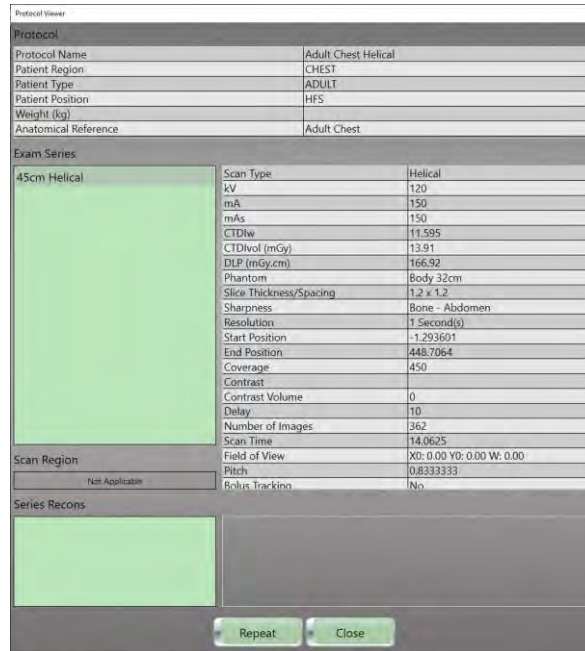 Protocol Viewer
Protocol
Protocol Name Adult Chest Helical
Patient Region CHEST
Patient Type ADULT
Patient Position HFS
Weight (kg)
Anatomical Reference Adult Chest
Exam Series
45cm Helical
Scan Type Helical
kV 120
mA 150
mAs 150
CTDIw 11.595
CTDIvol (mGy) 13.91
DLP (mGy.cm) 166.92
Phantom Body 32cm
Slice Thickness/Spacing 1.2 x 1.2
Sharpness Bone - Abdomen
Resolution 1 Second(s)
Start Position -1.293601
End Position 448.7064
Coverage 450
Contrast
Contrast Volume 0
Delay 10
Number of Images 362
Scan Time 14.0625
Field of View X0: 0.00 Y0: 0.00 W: 0.00
Pitch 0.8333333
Bolus Tracking No
Scan Region
Not Applicable
Series Recons
Repeat Close